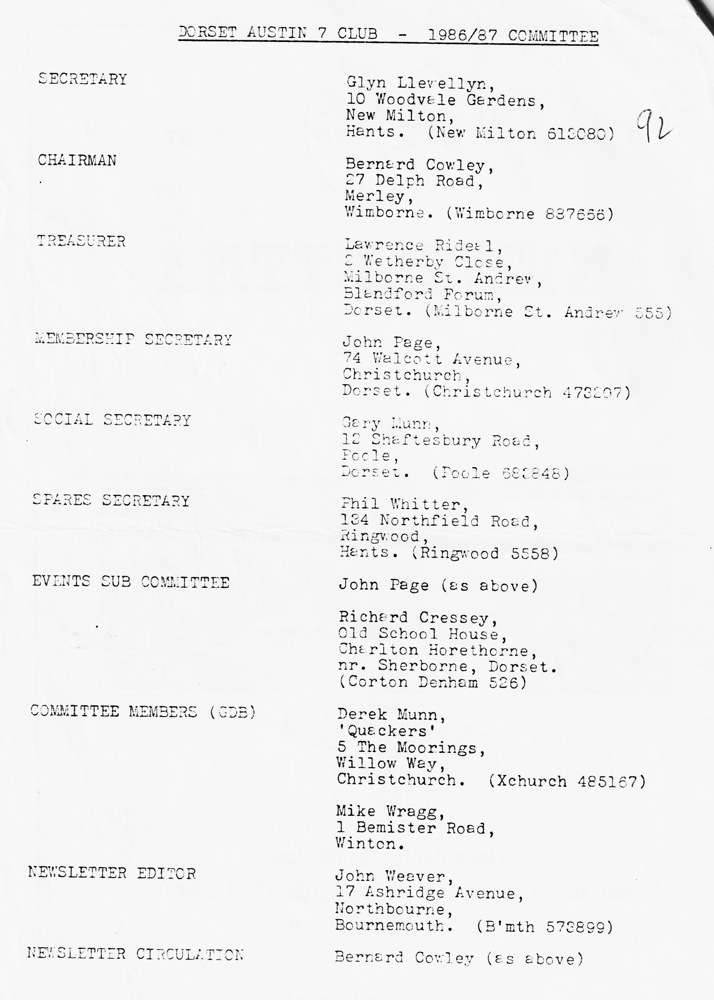 DORSET AUSTIN 7 CLUB - 1986/87 COMMITTEE
SECRETARY
Glyn Llewellyn,
10 Woodvale Gardens,
New Milton,
Hants. (New Milton 613080)
92
CHAIRMAN
Bernard Cowley,
27 Delph Road,
Merley,
Wimborne. (Wimborne 887666)
TREASURER
Lawrence Rideal,
2 Wetherby Close,
Milborne St. Andrew,
Blandford Forum,
Dorset. (Milborne St. Andrew 555)
MEMBERSHIP SECRETARY
John Page,
74 Walcott Avenue,
Christchurch,
Dorset. (Christchurch 473207)
SOCIAL SECRETARY
Gary Munn,
12 Shaftesbury Road,
Poole,
Dorset. (Poole
SPARES SECRETARY
Phil Whitter,
134 Northfield Road,
Ringwood,
Hants. (Ringwood 5558)
EVENTS SUB COMMITTEE
John Page (as above)
Richard Cressey,
Old School House,
Charlton Horethorne,
nr. Sherborne, Dorset.
(Corton Denham 526)
COMMITTEE MEMBERS (GDB)
Derek Munn,
'Quackers'
5 The Moorings,
Willow Way,
Christchurch. (Xchurch 485167)
Mike Wragg,
1 Bemister Road,
Winton.
NEWSLETTER EDITOR
John Weaver,
17 Ashridge Avenue,
Northbourne,
Bournemouth. (B'mth 573899)
NEWSLETTER CIRCULATION
Bernard Cowley (as above)